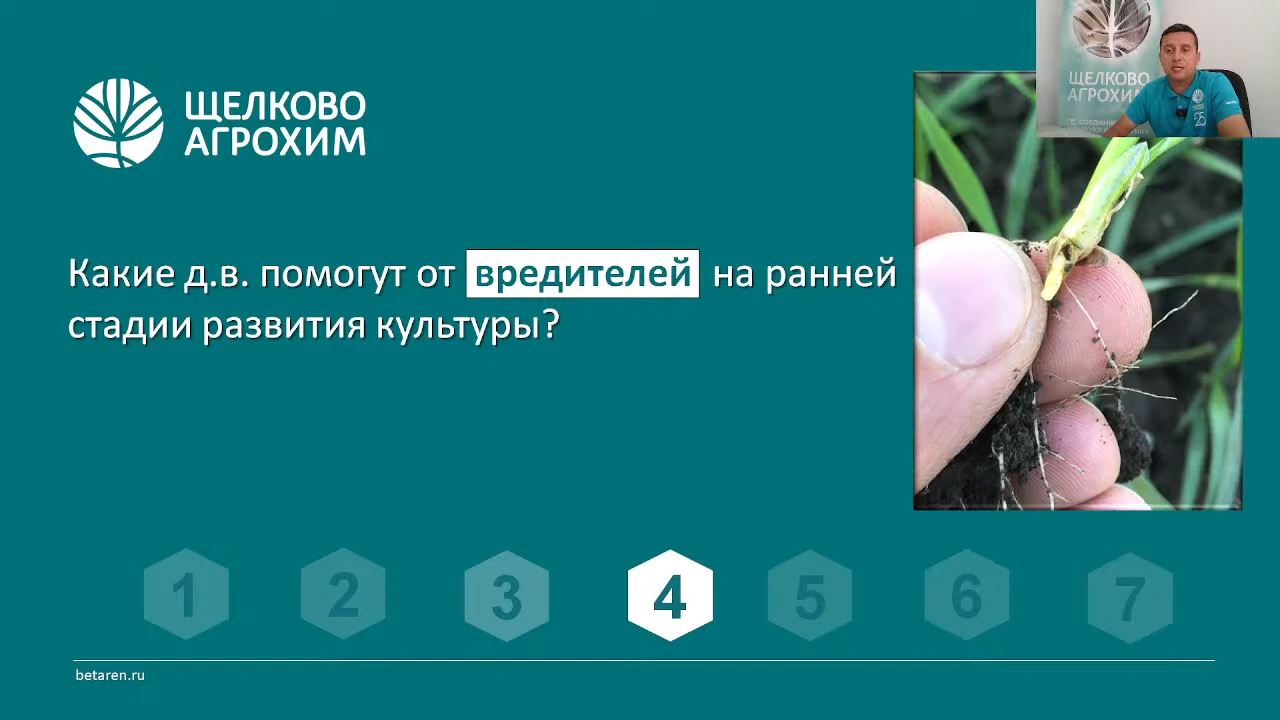 ЩЕЛКОВО
АГРОХИМ
ЩЕЛКОВО
АГРОХИМ
25
Какие д.в. помогут от вредителей на ранней
стадии развития культуры?
1 2 3 4 5 6 7
betaren.ru